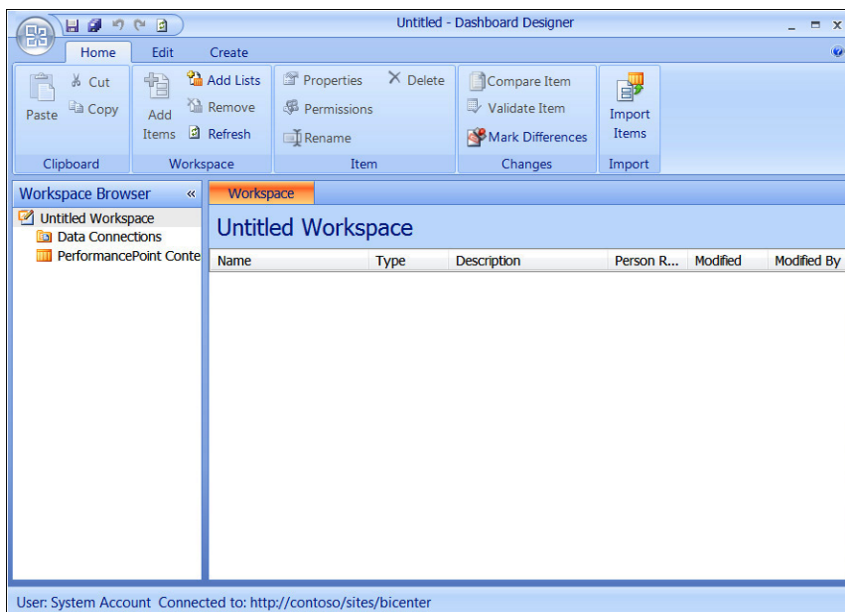 Untitled - Dashboard Designer
Home Edit Create
Paste
Cut
Copy
Clipboard
Add Items
Add Lists
Remove
Refresh
Workspace
Properties
Permissions
Rename
Delete
Item
Compare Item
Validate Item
Mark Differences
Changes
Import Items
Import
Workspace Browser «
Untitled Workspace
Data Connections
PerformancePoint Conte
Workspace
Untitled Workspace
Name Type Description Person R... Modified Modified By
User: System Account Connected to: http://contoso/sites/bicenter